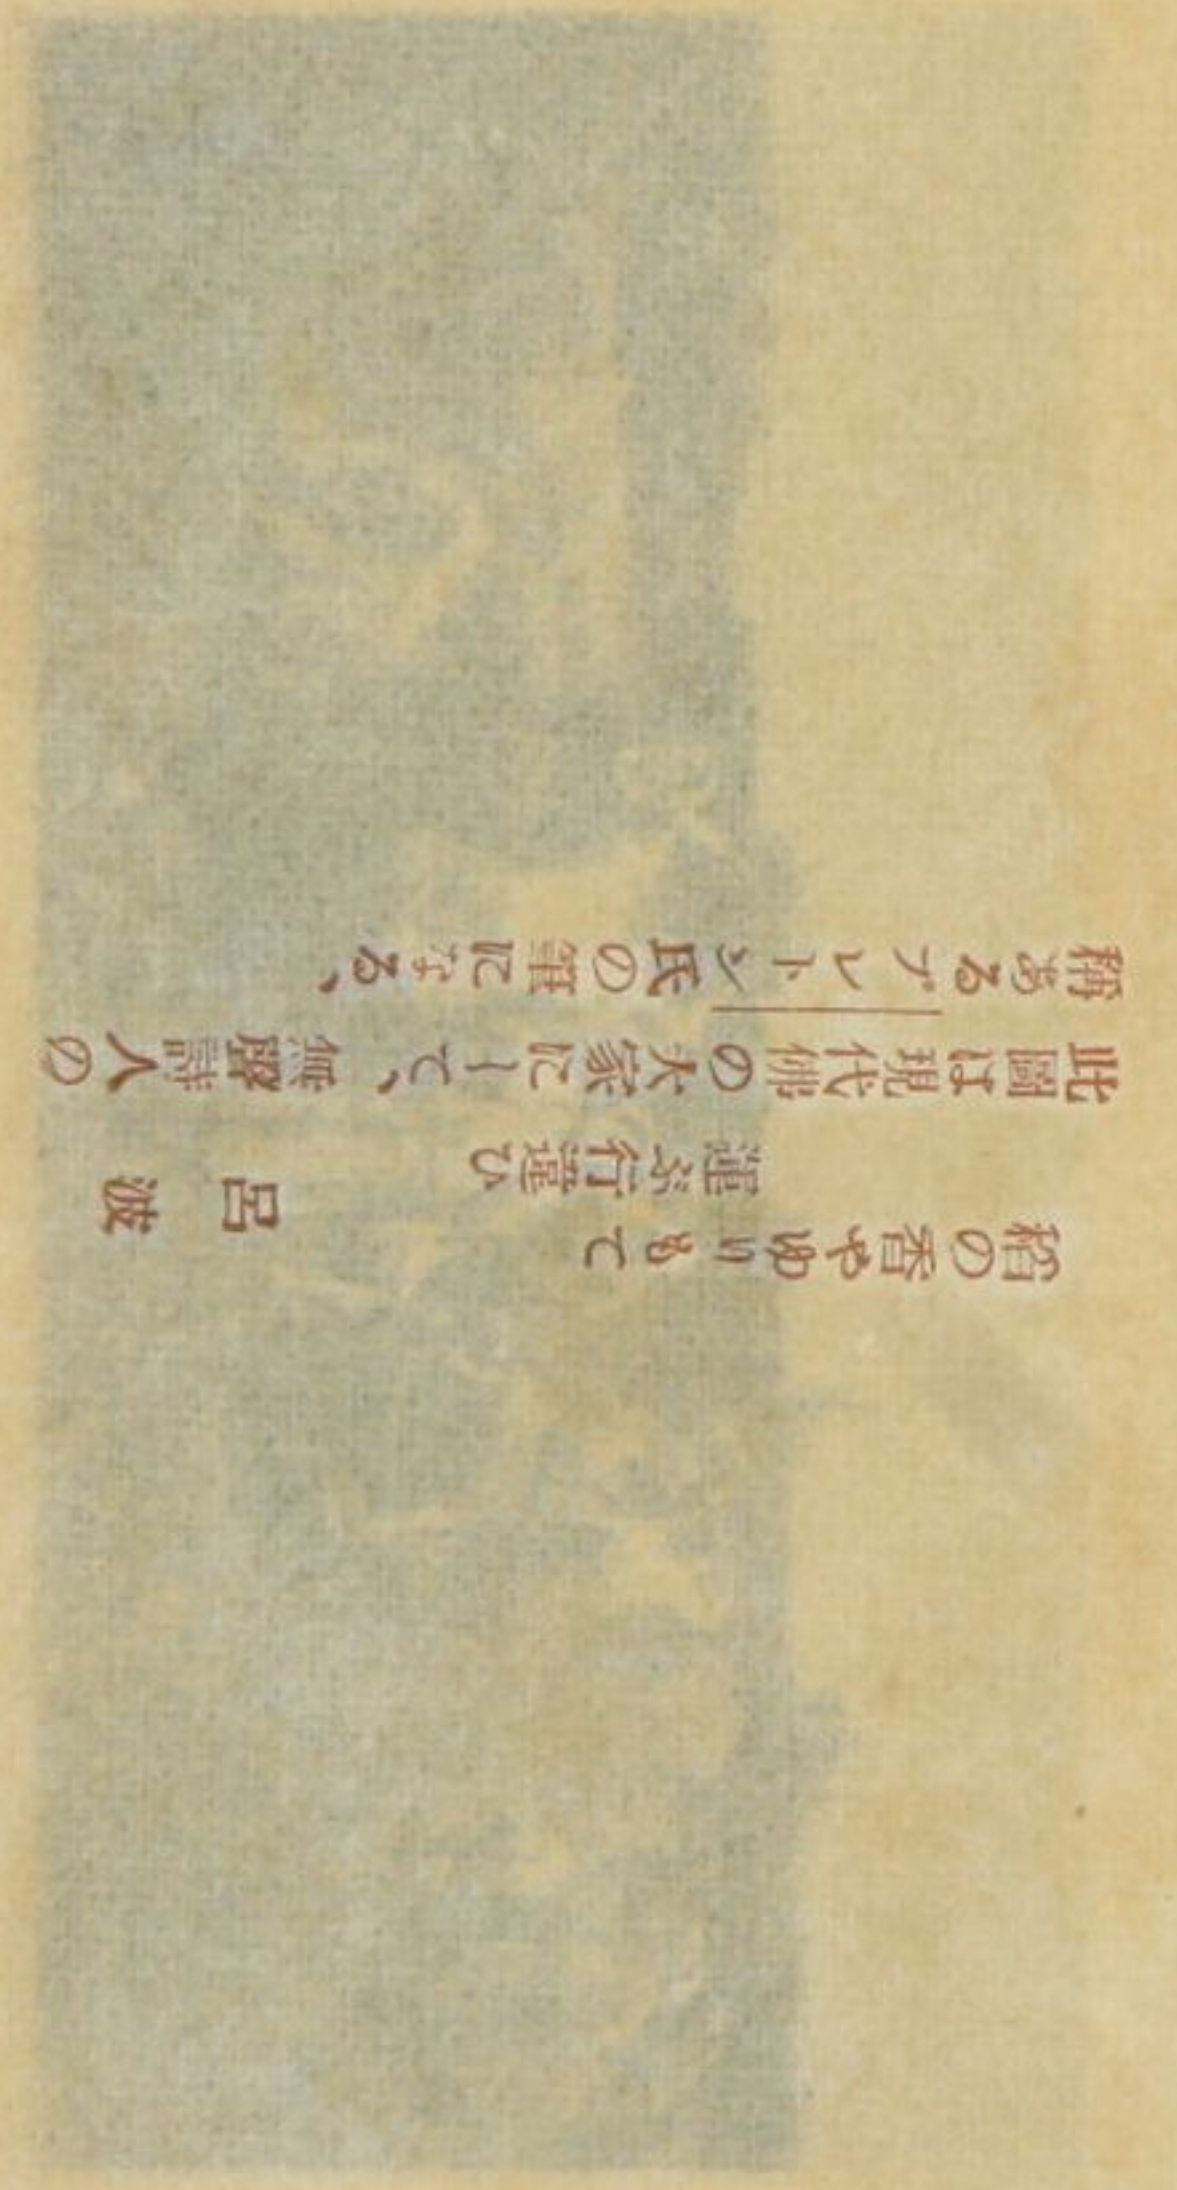 稻の香やゆりもて
運ぶ行違ひ
呂波
此圖は現代佛の大家にして、無聲詩人の
稱あるブレトン氏の筆になる、